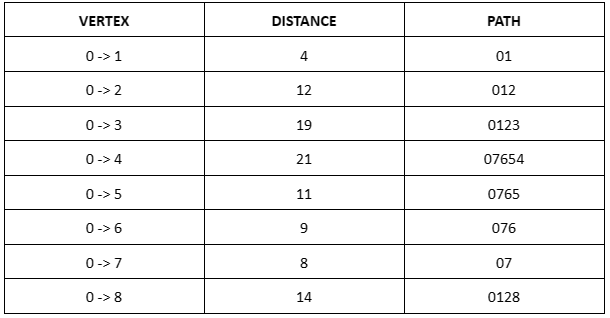 VERTEX DISTANCE PATH
0 -> 1 4 01
0 -> 2 12 012
0 -> 3 19 0123
0 -> 4 21 07654
0 -> 5 11 0765
0 -> 6 9 076
0 -> 7 8 07
0 -> 8 14 0128